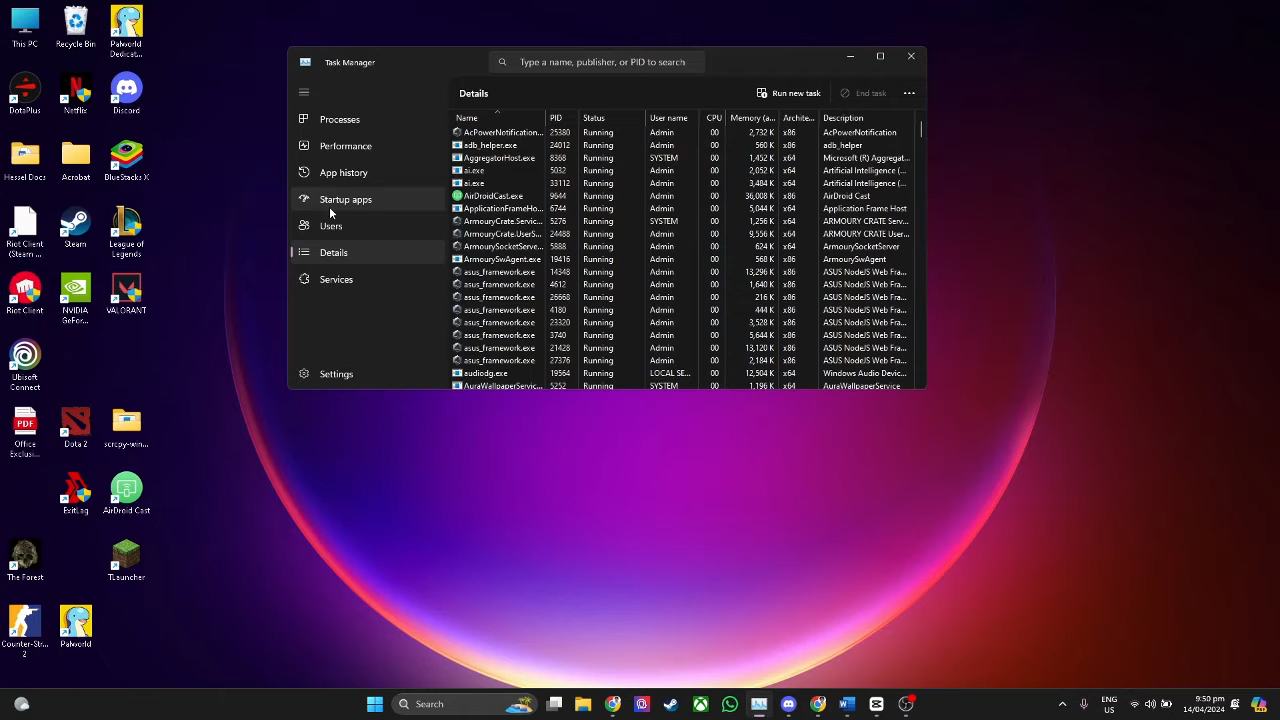 This PC
Recycle Bin
Palworld Dedicat...
DotaPlus
Netflix
Discord
Hessel Docs
Acrobat
BlueStacks X
Riot Client (Steam ...
Steam
League of Legends
Riot Client
NVIDIA GeFor...
VALORANT
Ubisoft Connect
Office Exclusi...
Dota 2
scrcpy-win...
ExitLag
AirDroid Cast
The Forest
TLauncher
Counter-Str... 2
Palworld
Task Manager
Type a name, publisher, or PID to search
Processes
Performance
App history
Startup apps
Users
Details
Services
Settings
Details
Run new task
End task
Name PID Status User name CPU Memory (a... Archite... Description
AcPowerNotification... 25380 Running Admin 00 2,732 K x86 AcPowerNotification
adb_helper.exe 24012 Running Admin 00 560 K x86 adb_helper
AggregatorHost.exe 8368 Running SYSTEM 00 1,452 K x64 Microsoft (R) Aggregat...
ai.exe 5032 Running Admin 00 2,052 K x64 Artificial Intelligence (...
ai.exe 33112 Running Admin 00 3,484 K x64 Artificial Intelligence (...
AirDroidCast.exe 9644 Running Admin 00 36,008 K x64 AirDroid Cast
ApplicationFrameHo... 6744 Running Admin 00 5,044 K x64 Application Frame Host
ArmouryCrate.Servic... 5276 Running SYSTEM 00 1,256 K x86 ARMOURY CRATE Servi...
ArmouryCrate.UserS... 24488 Running Admin 00 9,556 K x86 ARMOURY CRATE User...
ArmourySocketServe... 5888 Running Admin 00 624 K x64 ArmourySocketServer
ArmourySwAgent.exe 19416 Running Admin 00 568 K x86 ArmourySwAgent
asus_framework.exe 14348 Running Admin 00 13,296 K x86 ASUS NodeJS Web Fra...
asus_framework.exe 4612 Running Admin 00 1,640 K x86 ASUS NodeJS Web Fra...
asus_framework.exe 26668 Running Admin 00 216 K x86 ASUS NodeJS Web Fra...
asus_framework.exe 4180 Running Admin 00 444 K x86 ASUS NodeJS Web Fra...
asus_framework.exe 23320 Running Admin 00 3,528 K x86 ASUS NodeJS Web Fra...
asus_framework.exe 3740 Running Admin 00 5,644 K x86 ASUS NodeJS Web Fra...
asus_framework.exe 21428 Running Admin 00 13,120 K x86 ASUS NodeJS Web Fra...
asus_framework.exe 27376 Running Admin 00 2,184 K x86 ASUS NodeJS Web Fra...
audiodg.exe 19564 Running LOCAL SE... 00 12,504 K x64 Windows Audio Devic...
AuraWallpaperServic... 5252 Running SYSTEM 00 1,196 K x64 AuraWallpaperService
Search
ENG
US
9:50 pm
14/04/2024